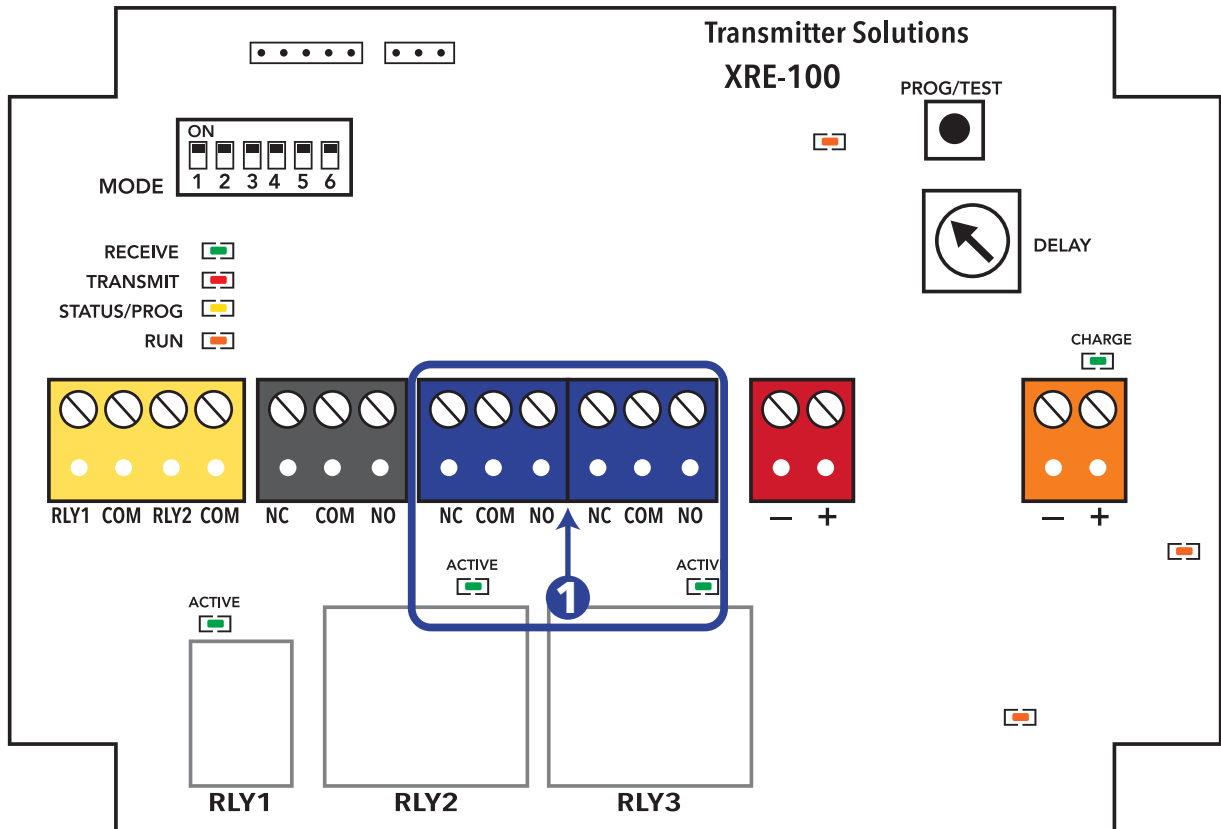 Transmitter Solutions
XRE-100
PROG/TEST
ON
1 2 3 4 5 6
MODE
DELAY
RECEIVE
TRANSMIT
STATUS/PROG
RUN
CHARGE
RLY1 COM RLY2 COM NC COM NO NC COM NO NC COM NO — + — +
ACTIVE
ACTIV
1
ACTIVE
RLY1 RLY2 RLY3